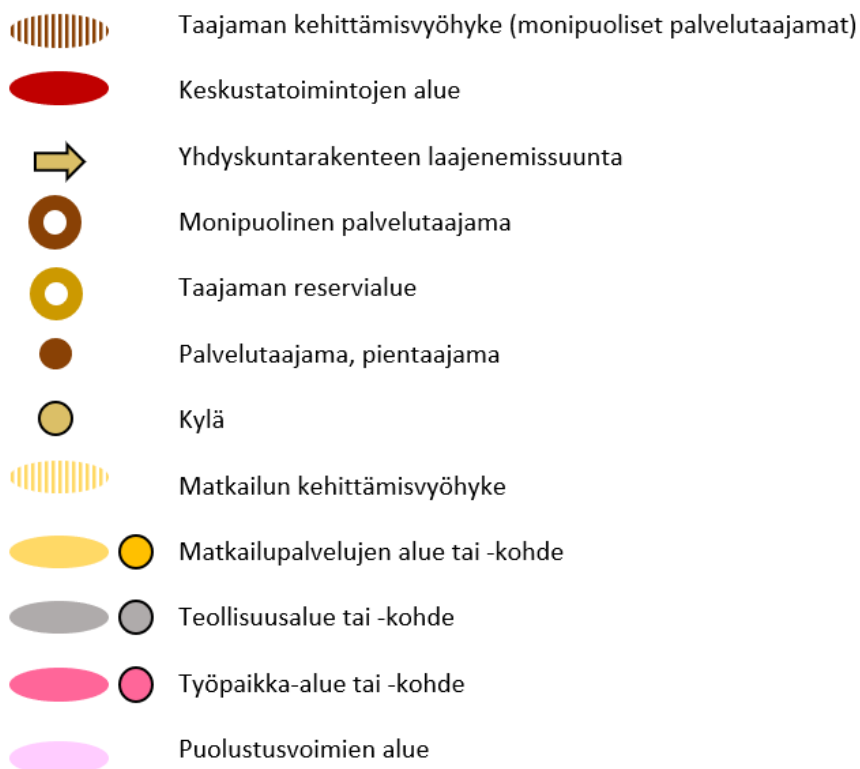 Taajaman kehittämisvyöhyke (monipuoliset palvelutaajamat)
Keskustatoimintojen alue
Yhdyskuntarakenteen laajenemissuunta
Monipuolinen palvelutaajama
Taajaman reservialue
Palvelutaajama, pientaajama
Kylä
Matkailun kehittämisvyöhyke
Matkailupalvelujen alue tai -kohde
Teollisuusalue tai -kohde
Työpaikka-alue tai -kohde
Puolustusvoimien alue